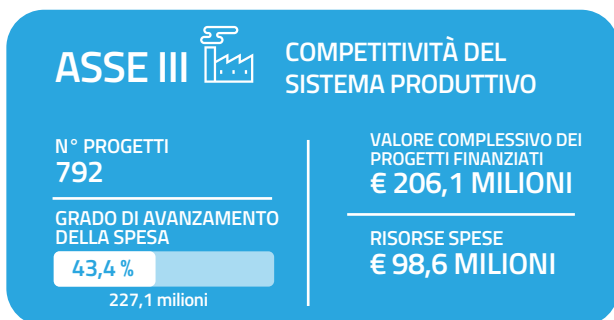 ASSE III
COMPETITIVITÀ DEL
SISTEMA PRODUTTIVO
N° PROGETTI
792
GRADO DI AVANZAMENTO
DELLA SPESA
43,4 %
227,1 milioni
VALORE COMPLESSIVO DEI
PROGETTI FINANZIATI
€ 206,1 MILIONI
RISORSE SPESE
€ 98,6 MILIONI